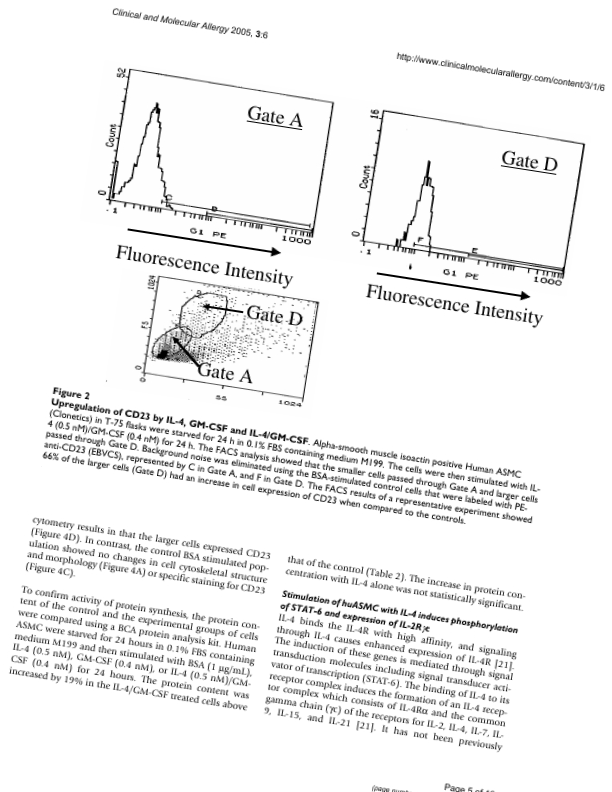 Clinical and Molecular Allergy 2005, 3:6
http://www.clinicalmolecularallergy.com/content/3/1/6
52
Gate A
Count
0
C
B
.1
G1 PE
1000
Fluorescence Intensity
16
Gate D
Count
0
F
E
.1
G1 PE
1000
Fluorescence Intensity
1024
FS
0
D
Gate D
Gate A
0
SS
1024
Figure 2
Upregulation of CD23 by IL-4, GM-CSF and IL-4/GM-CSF. Alpha-smooth muscle isoactin positive Human ASMC
(Clonetics) in T-75 flasks were starved for 24 h in 0.1% FBS containing medium M199. The cells were then stimulated with IL-
4 (0.5 nM)/GM-CSF (0.4 nM) for 24 h. The FACS analysis showed that the smaller cells passed through Gate A and larger cells
passed through Gate D. Background noise was eliminated using the BSA-stimulated control cells that were labeled with PE-
anti-CD23 (EBVCS), represented by C in Gate A, and F in Gate D. The FACS results of a representative experiment showed
66% of the larger cells (Gate D) had an increase in cell expression of CD23 when compared to the controls.
cytometry results in that the larger cells expressed CD23
(Figure 4D). In contrast, the control BSA stimulated pop-
ulation showed no changes in cell cytoskeletal structure
and morphology (Figure 4A) or specific staining for CD23
(Figure 4C).
To confirm activity of protein synthesis, the protein con-
tent of the control and the experimental groups of cells
were compared using a BCA protein analysis kit. Human
ASMC were starved for 24 hours in 0.1% FBS containing
medium M199 and then stimulated with BSA (1 μg/mL),
IL-4 (0.5 nM), GM-CSF (0.4 nM), or IL-4 (0.5 nM)/GM-
CSF (0.4 nM) for 24 hours. The protein content was
increased by 19% in the IL-4/GM-CSF treated cells above
that of the control (Table 2). The increase in protein con-
centration with IL-4 alone was not statistically significant.
Stimulation of huASMC with IL-4 induces phosphorylation
of STAT-6 and expression of IL-2Rγc
IL-4 binds the IL-4R with high affinity, and signaling
through IL-4 causes enhanced expression of IL-4R [21].
The induction of these genes is mediated through signal
transduction molecules including signal transducer acti-
vator of transcription (STAT-6). The binding of IL-4 to its
receptor complex induces the formation of an IL-4 recep-
tor complex which consists of IL-4Rα and the common
gamma chain (γc) of the receptors for IL-2, IL-4, IL-7, IL-
9, IL-15, and IL-21 [21]. It has not been previously
Page 5 of
(page